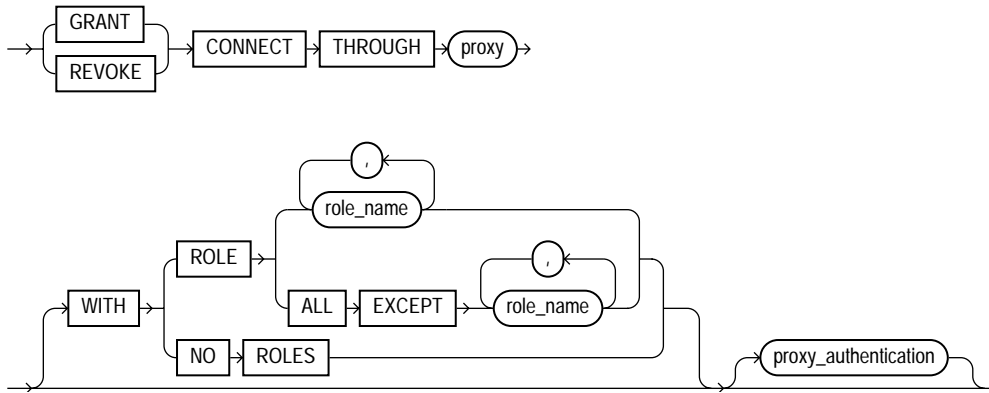 GRANT
REVOKE
CONNECT
THROUGH
proxy
,
role_name
ROLE
,
WITH
ALL
EXCEPT
role_name
NO
ROLES
proxy_authentication